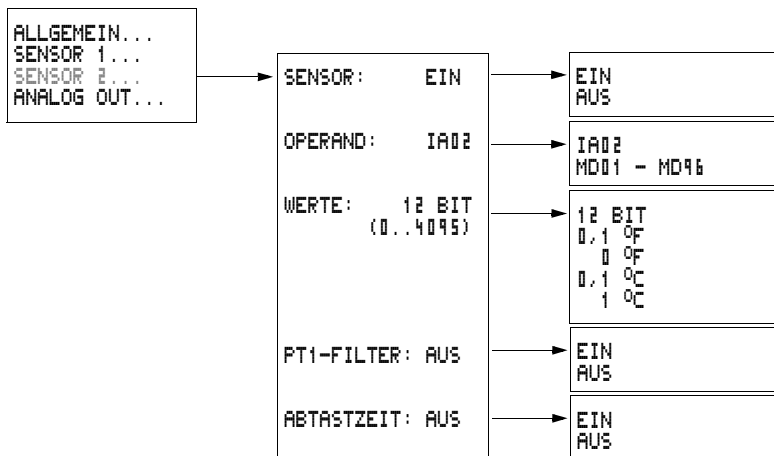 ALLGEMEIN...
SENSOR 1...
SENSOR 2...
ANALOG OUT...
SENSOR: EIN
OPERAND: IA02
WERTE: 12 BIT
(0..4095)
PT1-FILTER: AUS
ABTASTZEIT: AUS
EIN
AUS
IA02
MD01 - MD96
12 BIT
0,1 °F
0 °F
0,1 °C
1 °C
EIN
AUS
EIN
AUS